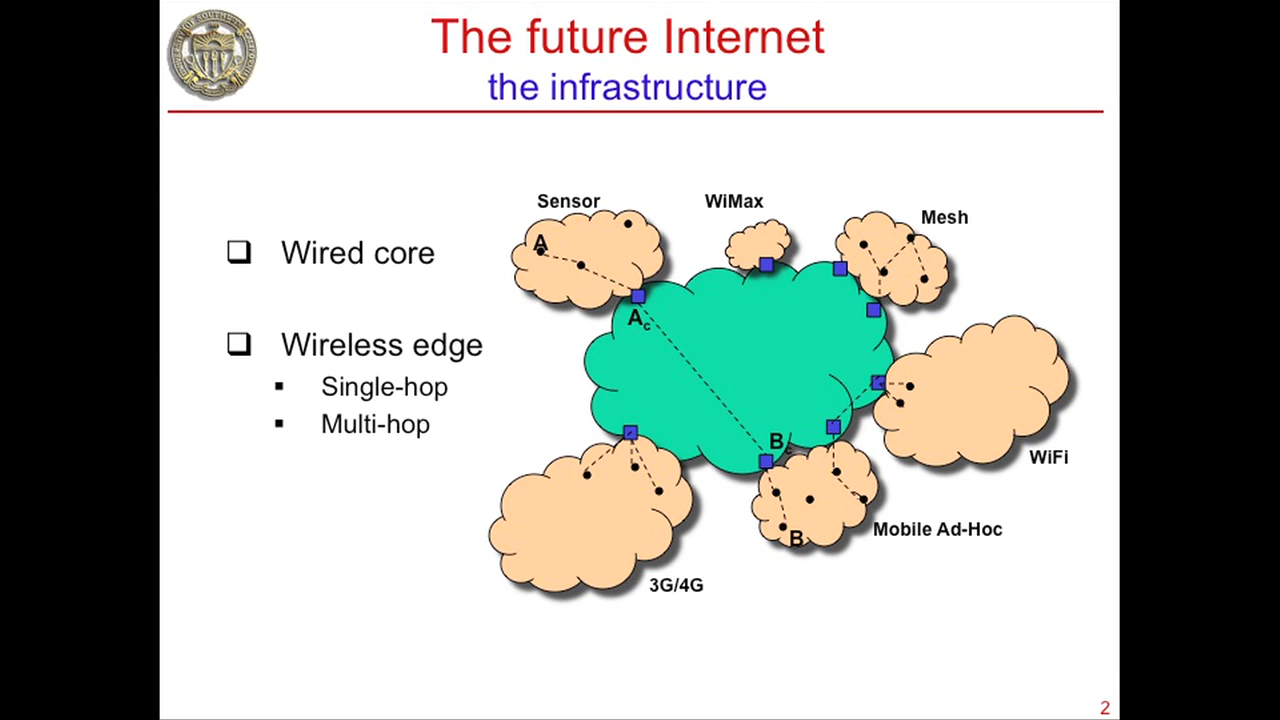 The future Internet
the infrastructure
Wired core
Wireless edge
Single-hop
Multi-hop
Sensor
WiMax
Mesh
A
Ac
B
WiFi
Mobile Ad-Hoc
B
3G/4G
2